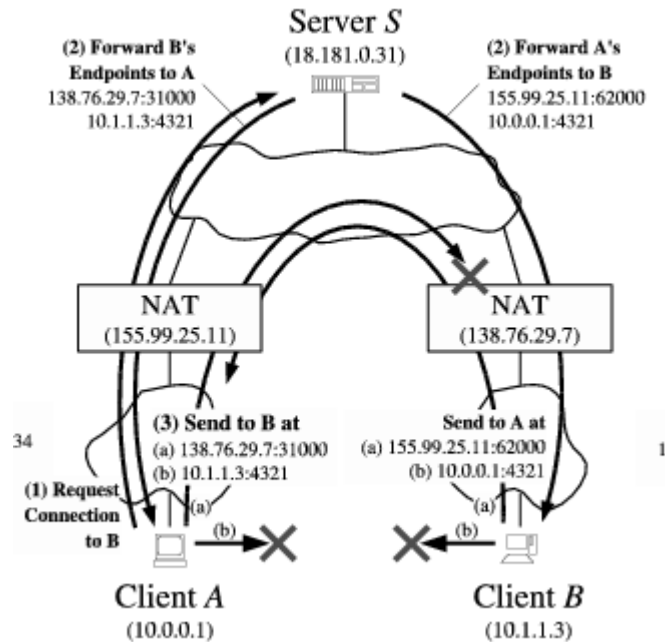 Server S
(18.181.0.31)
(2) Forward B's
Endpoints to A
138.76.29.7:31000
10.1.1.3:4321
(2) Forward A's
Endpoints to B
155.99.25.11:62000
10.0.0.1:4321
NAT
(155.99.25.11)
NAT
(138.76.29.7)
34
(3) Send to B at
(a) 138.76.29.7:31000
(b) 10.1.1.3:4321
Send to A at
(a) 155.99.25.11:62000
(b) 10.0.0.1:4321
1
(1) Request
Connection
to B
(a)
(b)
(a)
(b)
Client A
(10.0.0.1)
Client B
(10.1.1.3)